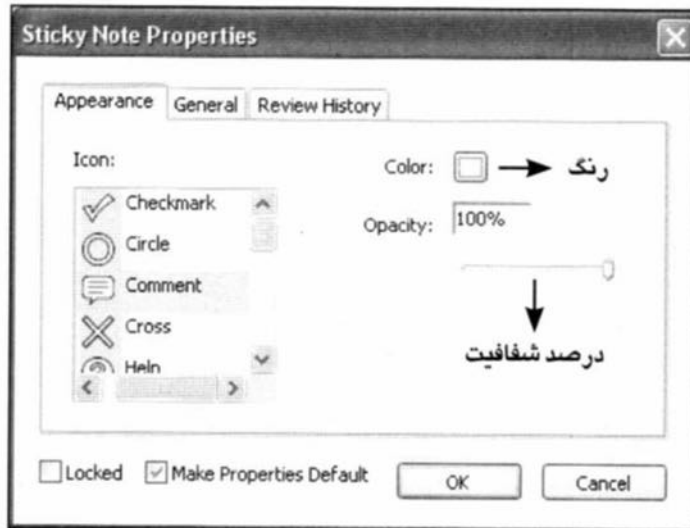 Sticky Note Properties
Appearance General Review History
Icon:
Checkmark
Circle
Comment
Cross
Help
Color:
رنگ
Opacity: 100%
درصد شفافیت
Locked
Make Properties Default
OK
Cancel